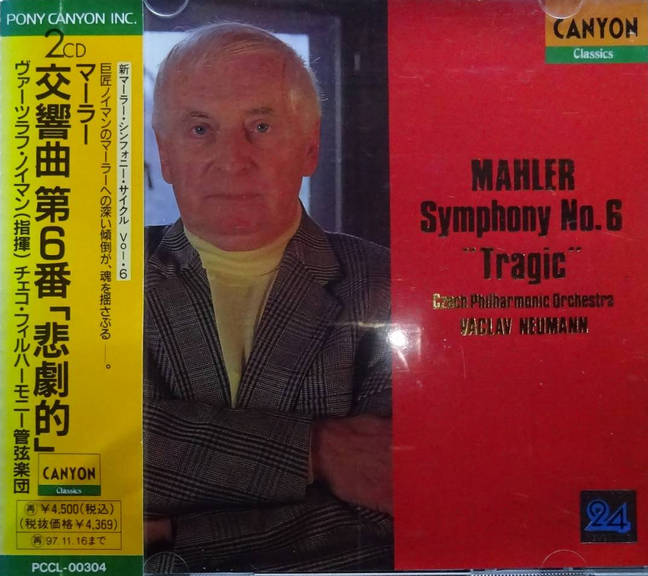 PONY CANYON INC.
2CD
新マーラー・シンフォニー・サイクル Vol・6
巨匠ノイマンのマーラーへの深い傾倒が、魂を揺さぶる——。
マーラー
交響曲 第6番「悲劇的」
ヴァーツラフ・ノイマン(指揮) チェコ・フィルハーモニー管弦楽団
CANYON
Classics
再 ¥4,500(税込)
(税抜価格¥4,369)
再 97.11.16まで
PCCL-00304
CANYON
Classics
MAHLER
Symphony No.6
"Tragic"
Czech Philharmonic Orchestra
VACLAV NEUMANN
24